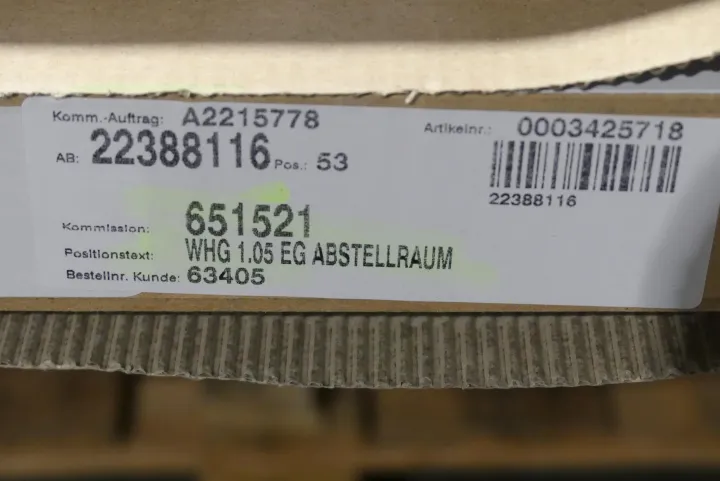 Komm.-Auftrag: A2215778
Artikelnr.: 0003425718
AB: 22388116 Pos.: 53
22388116
Kommission: 651521
Positionstext: WHG 1.05 EG ABSTELLRAUM
Bestellnr. Kunde: 63405